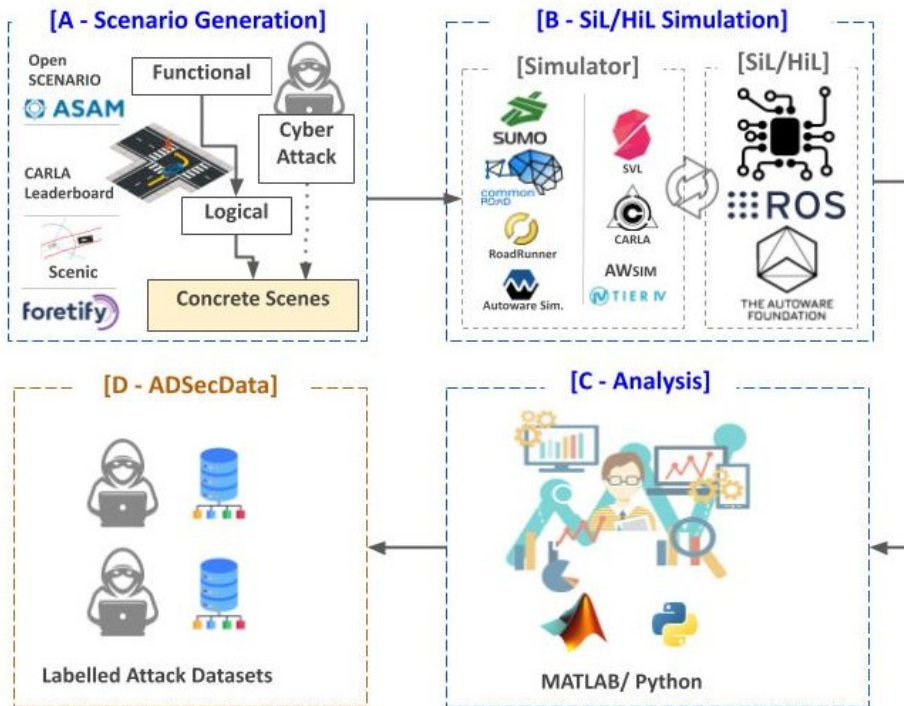 [A - Scenario Generation]
Open
SCENARIO
ASAM
CARLA
Leaderboard
Scenic
foretify
Functional
Cyber
Attack
Logical
Concrete Scenes
[B - SiL/HiL Simulation]
[Simulator]
SUMO
common
ROAD
RoadRunner
Autoware Sim.
SVL
CARLA
AWSIM
TIER IV
[SiL/HiL]
ROS
THE AUTOWARE
FOUNDATION
[D - ADSecData]
Labelled Attack Datasets
[C - Analysis]
MATLAB/ Python